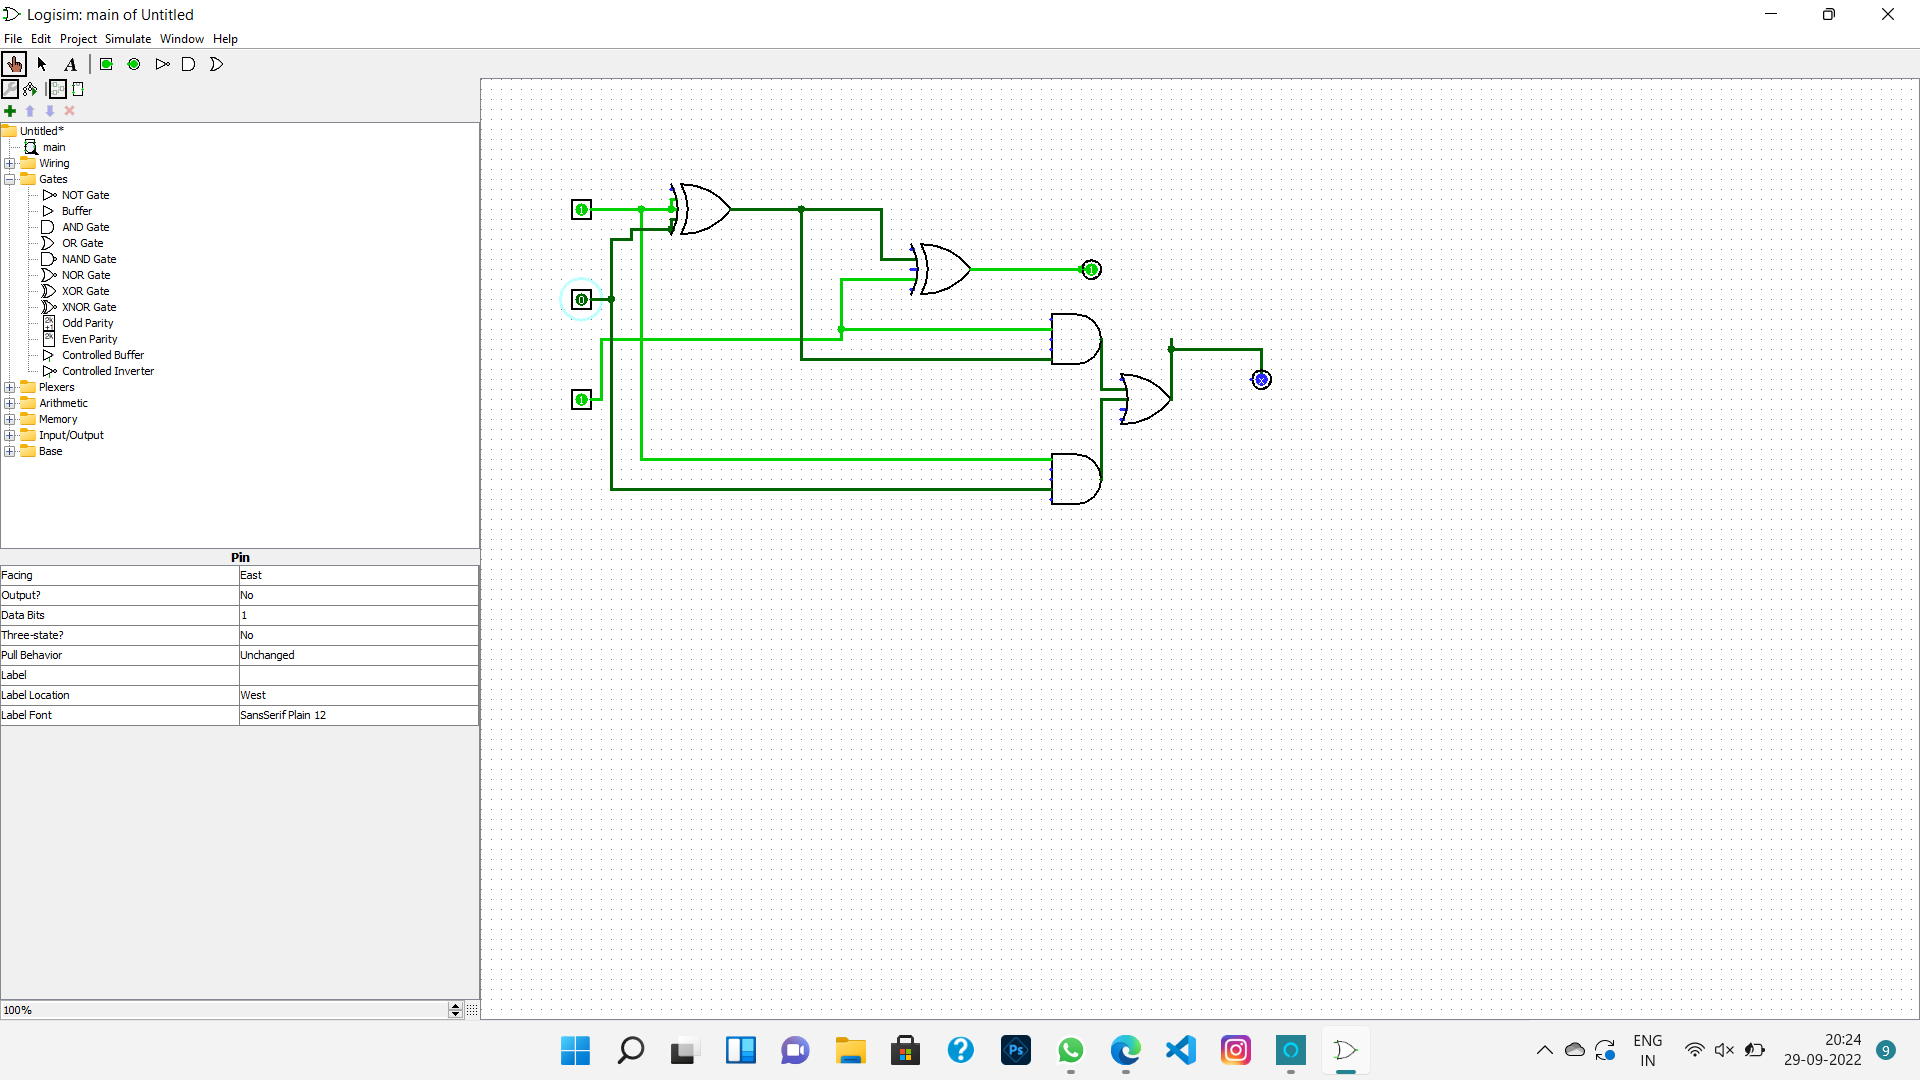 Logisim: main of Untitled
File Edit Project Simulate Window Help
A
Untitled*
main
Wiring
Gates
NOT Gate
Buffer
AND Gate
OR Gate
NAND Gate
NOR Gate
XOR Gate
XNOR Gate
2k+1 Odd Parity
2k Even Parity
Controlled Buffer
Controlled Inverter
Plexers
Arithmetic
Memory
Input/Output
Base
Pin
Facing East
Output? No
Data Bits 1
Three-state? No
Pull Behavior Unchanged
Label
Label Location West
Label Font SansSerif Plain 12
100%
1
0
1
1
x
Ps
ENG
IN
20:24
29-09-2022
9